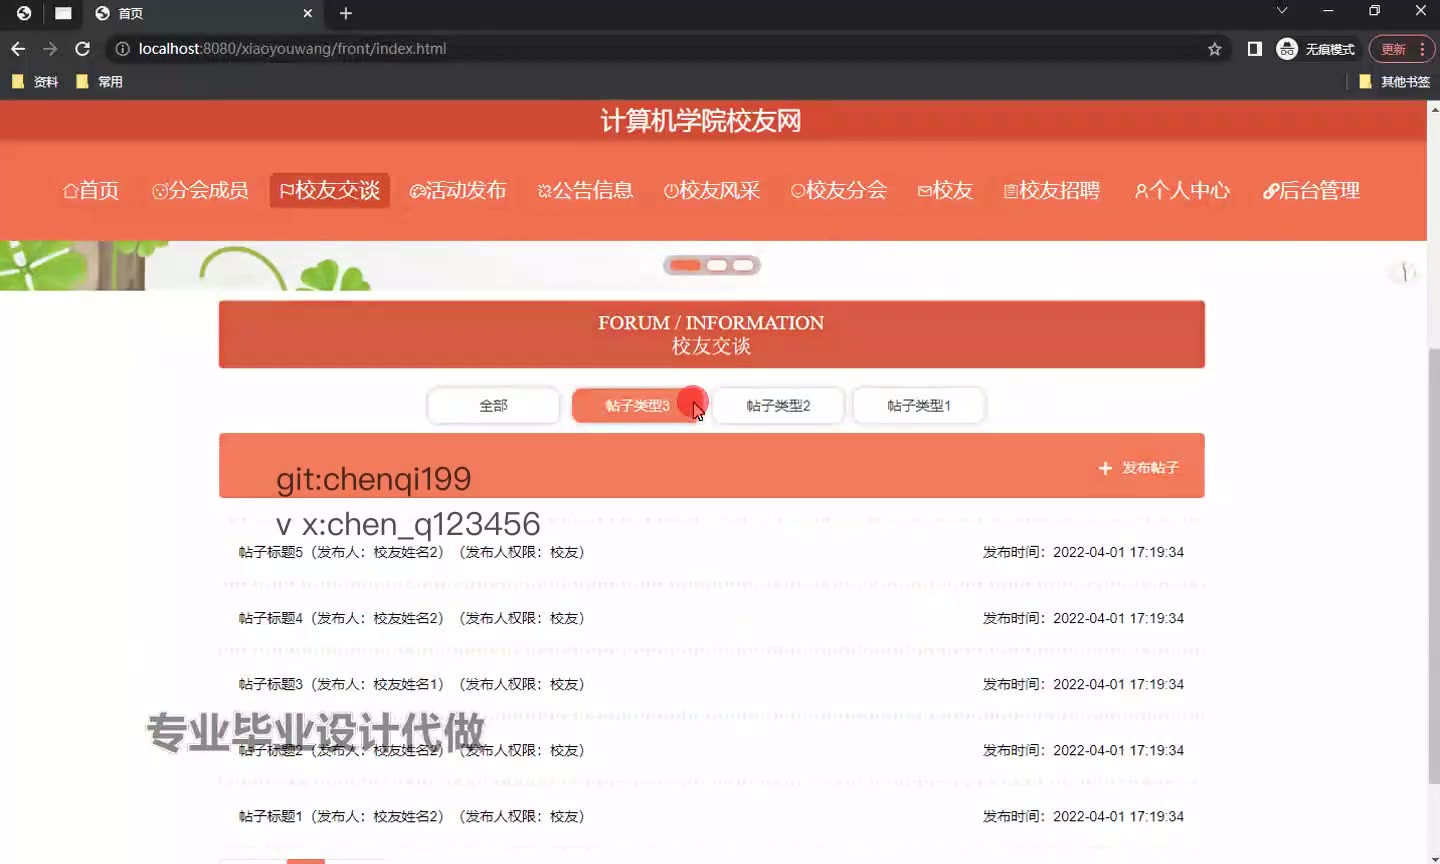 首页
localhost:8080/xiaoyouwang/front/index.html
无痕模式
更新
资料
常用
其他书签
计算机学院校友网
首页
分会成员
校友交谈
活动发布
公告信息
校友风采
校友分会
校友
校友招聘
个人中心
后台管理
FORUM / INFORMATION
校友交谈
全部
帖子类型3
帖子类型2
帖子类型1
发布帖子
git:chenqi199
v x:chen_q123456
帖子标题5（发布人：校友姓名2）（发布人权限：校友） 发布时间：2022-04-01 17:19:34
帖子标题4（发布人：校友姓名2）（发布人权限：校友） 发布时间：2022-04-01 17:19:34
帖子标题3（发布人：校友姓名1）（发布人权限：校友） 发布时间：2022-04-01 17:19:34
专业毕业设计代做
帖子标题2（发布人：校友姓名2）（发布人权限：校友） 发布时间：2022-04-01 17:19:34
帖子标题1（发布人：校友姓名2）（发布人权限：校友） 发布时间：2022-04-01 17:19:34